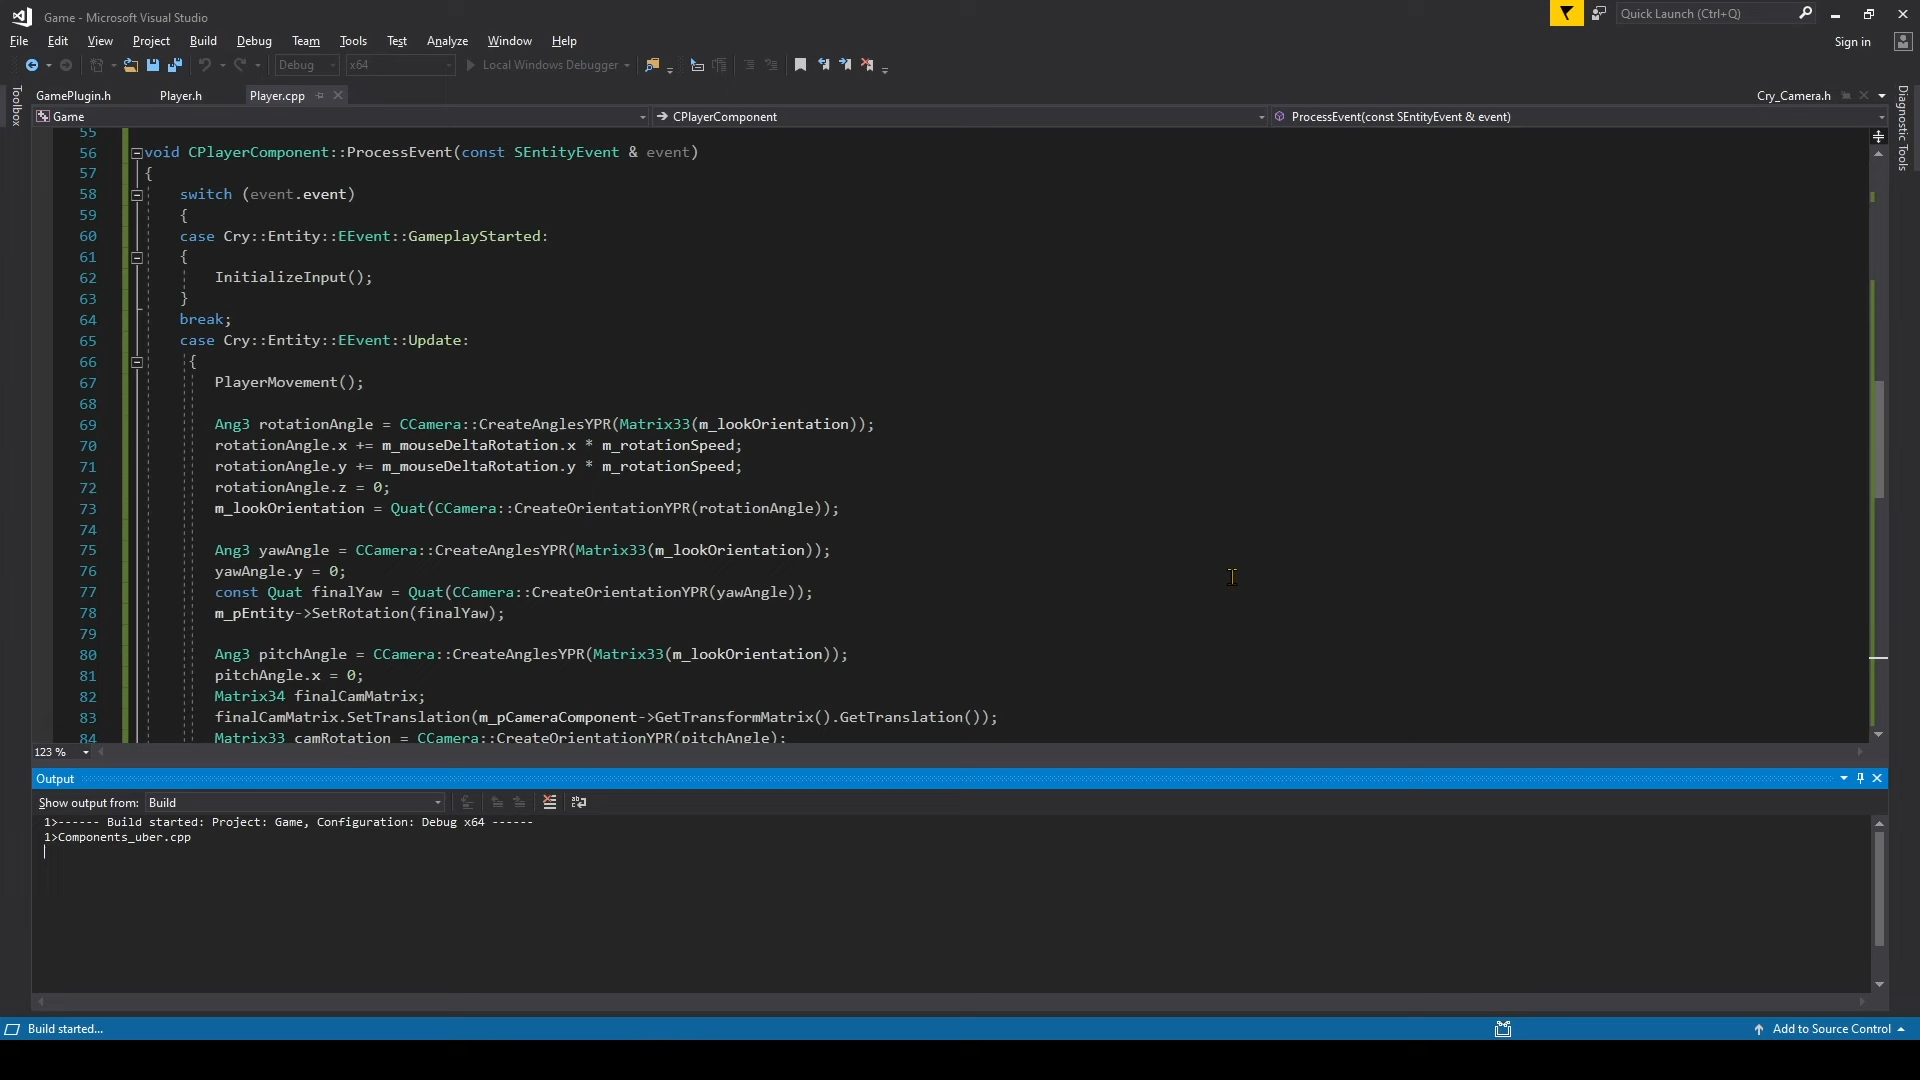 Game - Microsoft Visual Studio
Quick Launch (Ctrl+Q)
File Edit View Project Build Debug Team Tools Test Analyze Window Help
Sign in
Debug x64 Local Windows Debugger
Toolbox
GamePlugin.h Player.h Player.cpp Cry_Camera.h
Diagnostic Tools
Game CPlayerComponent ProcessEvent(const SEntityEvent & event)
55
56 void CPlayerComponent::ProcessEvent(const SEntityEvent & event)
57 {
58 switch (event.event)
59 {
60 case Cry::Entity::EEvent::GameplayStarted:
61 {
62 InitializeInput();
63 }
64 break;
65 case Cry::Entity::EEvent::Update:
66 {
67 PlayerMovement();
68
69 Ang3 rotationAngle = CCamera::CreateAnglesYPR(Matrix33(m_lookOrientation));
70 rotationAngle.x += m_mouseDeltaRotation.x * m_rotationSpeed;
71 rotationAngle.y += m_mouseDeltaRotation.y * m_rotationSpeed;
72 rotationAngle.z = 0;
73 m_lookOrientation = Quat(CCamera::CreateOrientationYPR(rotationAngle));
74
75 Ang3 yawAngle = CCamera::CreateAnglesYPR(Matrix33(m_lookOrientation));
76 yawAngle.y = 0;
77 const Quat finalYaw = Quat(CCamera::CreateOrientationYPR(yawAngle));
78 m_pEntity->SetRotation(finalYaw);
79
80 Ang3 pitchAngle = CCamera::CreateAnglesYPR(Matrix33(m_lookOrientation));
81 pitchAngle.x = 0;
82 Matrix34 finalCamMatrix;
83 finalCamMatrix.SetTranslation(m_pCameraComponent->GetTransformMatrix().GetTranslation());
84 Matrix33 camRotation = CCamera::CreateOrientationYPR(pitchAngle);
123 %
Output
Show output from: Build
1>------ Build started: Project: Game, Configuration: Debug x64 ------
1>Components_uber.cpp
Build started... Add to Source Control